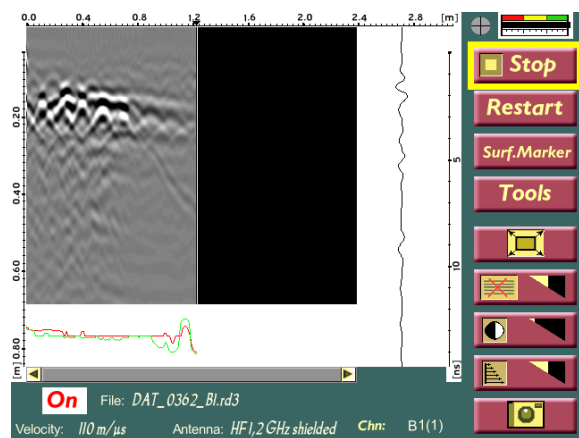 0.0 0.4 0.8 1.2 1.6 2.0 2.4 2.8 [m]
Stop
0.20
Restart
Surf.Marker
5
0.40
Tools
0.60
10
[m] 0.80
[ns]
On File: DAT_0362_B1.rd3
Velocity: 110 m/µs Antenna: HF1,2 GHz shielded Chn: B1(1)